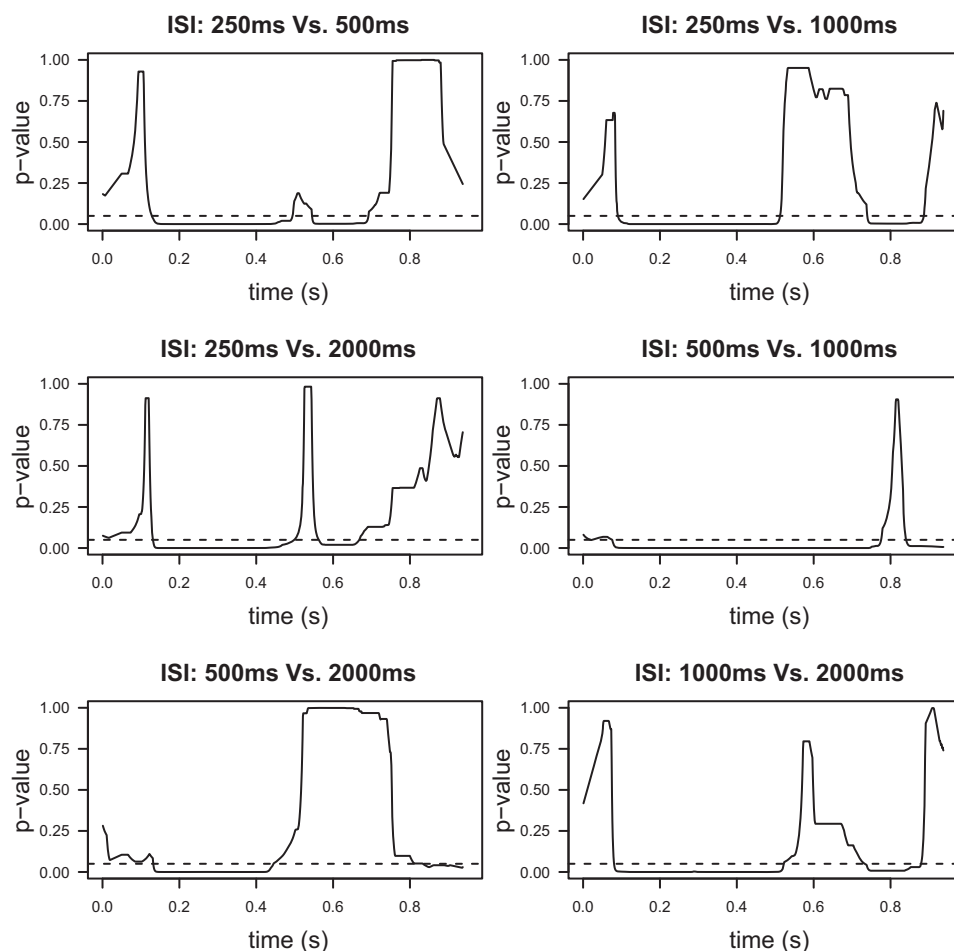 ISI: 250ms Vs. 500ms
p−value
1.00
0.75
0.50
0.25
0.00
0.0 0.2 0.4 0.6 0.8
time (s)
ISI: 250ms Vs. 1000ms
p−value
1.00
0.75
0.50
0.25
0.00
0.0 0.2 0.4 0.6 0.8
time (s)
ISI: 250ms Vs. 2000ms
p−value
1.00
0.75
0.50
0.25
0.00
0.0 0.2 0.4 0.6 0.8
time (s)
ISI: 500ms Vs. 1000ms
p−value
1.00
0.75
0.50
0.25
0.00
0.0 0.2 0.4 0.6 0.8
time (s)
ISI: 500ms Vs. 2000ms
p−value
1.00
0.75
0.50
0.25
0.00
0.0 0.2 0.4 0.6 0.8
time (s)
ISI: 1000ms Vs. 2000ms
p−value
1.00
0.75
0.50
0.25
0.00
0.0 0.2 0.4 0.6 0.8
time (s)